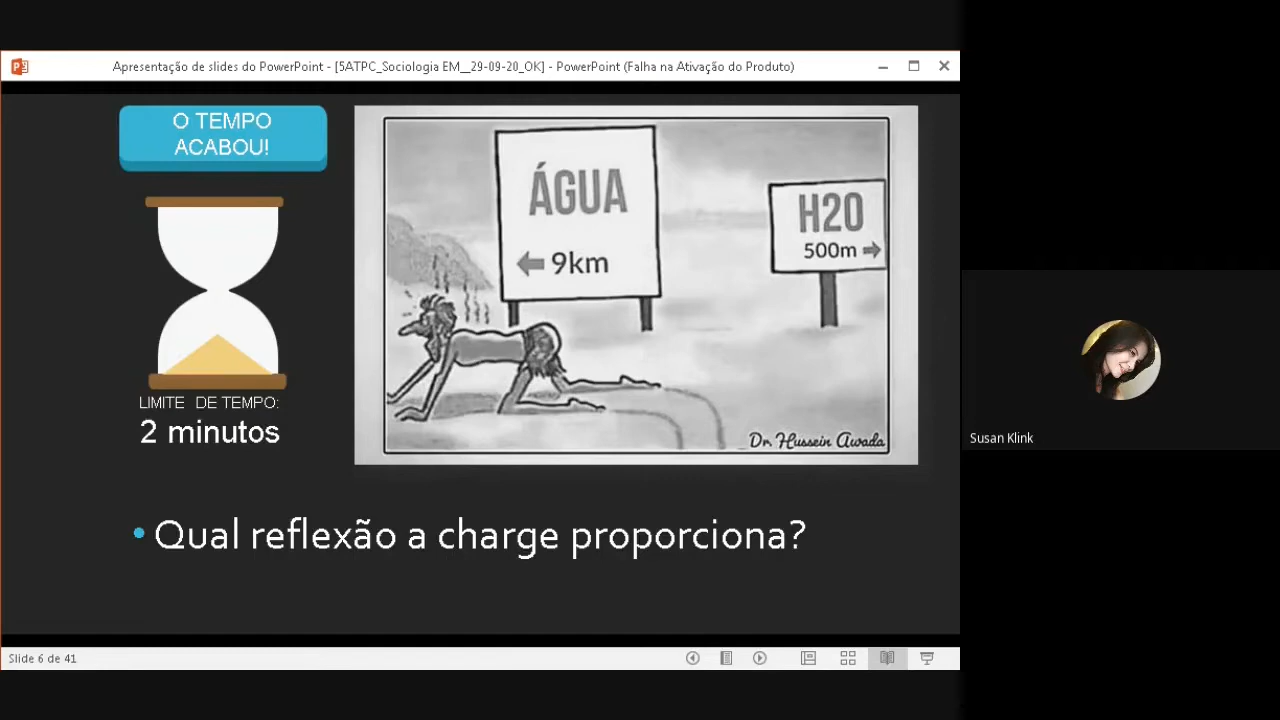 Apresentação de slides do PowerPoint - [5ATPC_Sociologia EM__29-09-20_OK] - PowerPoint (Falha na Ativação do Produto)
O TEMPO
ACABOU!
LIMITE DE TEMPO:
2 minutos
ÁGUA
9km
H20
500m
Dr. Hussein Awada
• Qual reflexão a charge proporciona?
Susan Klink
Slide 6 de 41